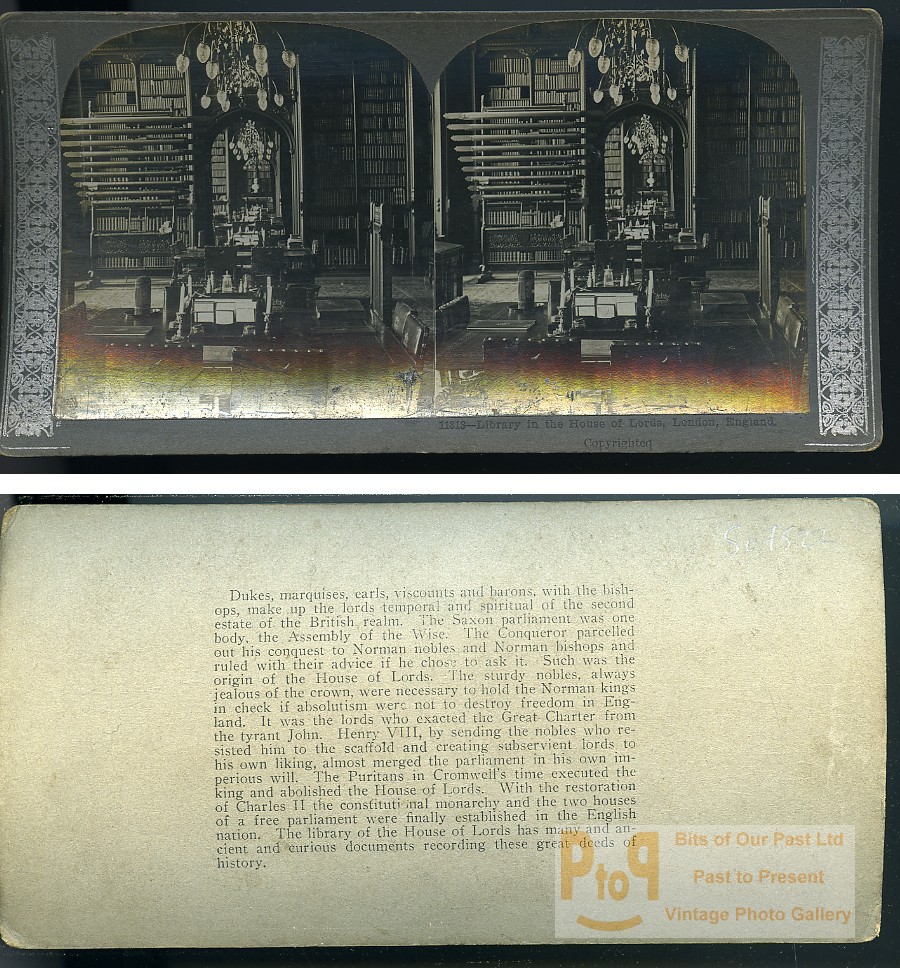 11313—Library in the House of Lords, London, England.
Copyrighted
Dukes, marquises, earls, viscounts and barons, with the bish-
ops, make up the lords temporal and spiritual of the second
estate of the British realm. The Saxon parliament was one
body, the Assembly of the Wise. The Conqueror parcelled
out his conquest to Norman nobles and Norman bishops and
ruled with their advice if he chose to ask it. Such was the
origin of the House of Lords. The sturdy nobles, always
jealous of the crown, were necessary to hold the Norman kings
in check if absolutism were not to destroy freedom in Eng-
land. It was the lords who exacted the Great Charter from
the tyrant John. Henry VIII, by sending the nobles who re-
sisted him to the scaffold and creating subservient lords to
his own liking, almost merged the parliament in his own im-
perious will. The Puritans in Cromwell's time executed the
king and abolished the House of Lords. With the restoration
of Charles II the constituti nal monarchy and the two houses
of a free parliament were finally established in the English
nation. The library of the House of Lords has many and an-
cient and curious documents recording these great deeds of
history.
PtoP
Bits of Our Past Ltd
Past to Present
Vintage Photo Gallery